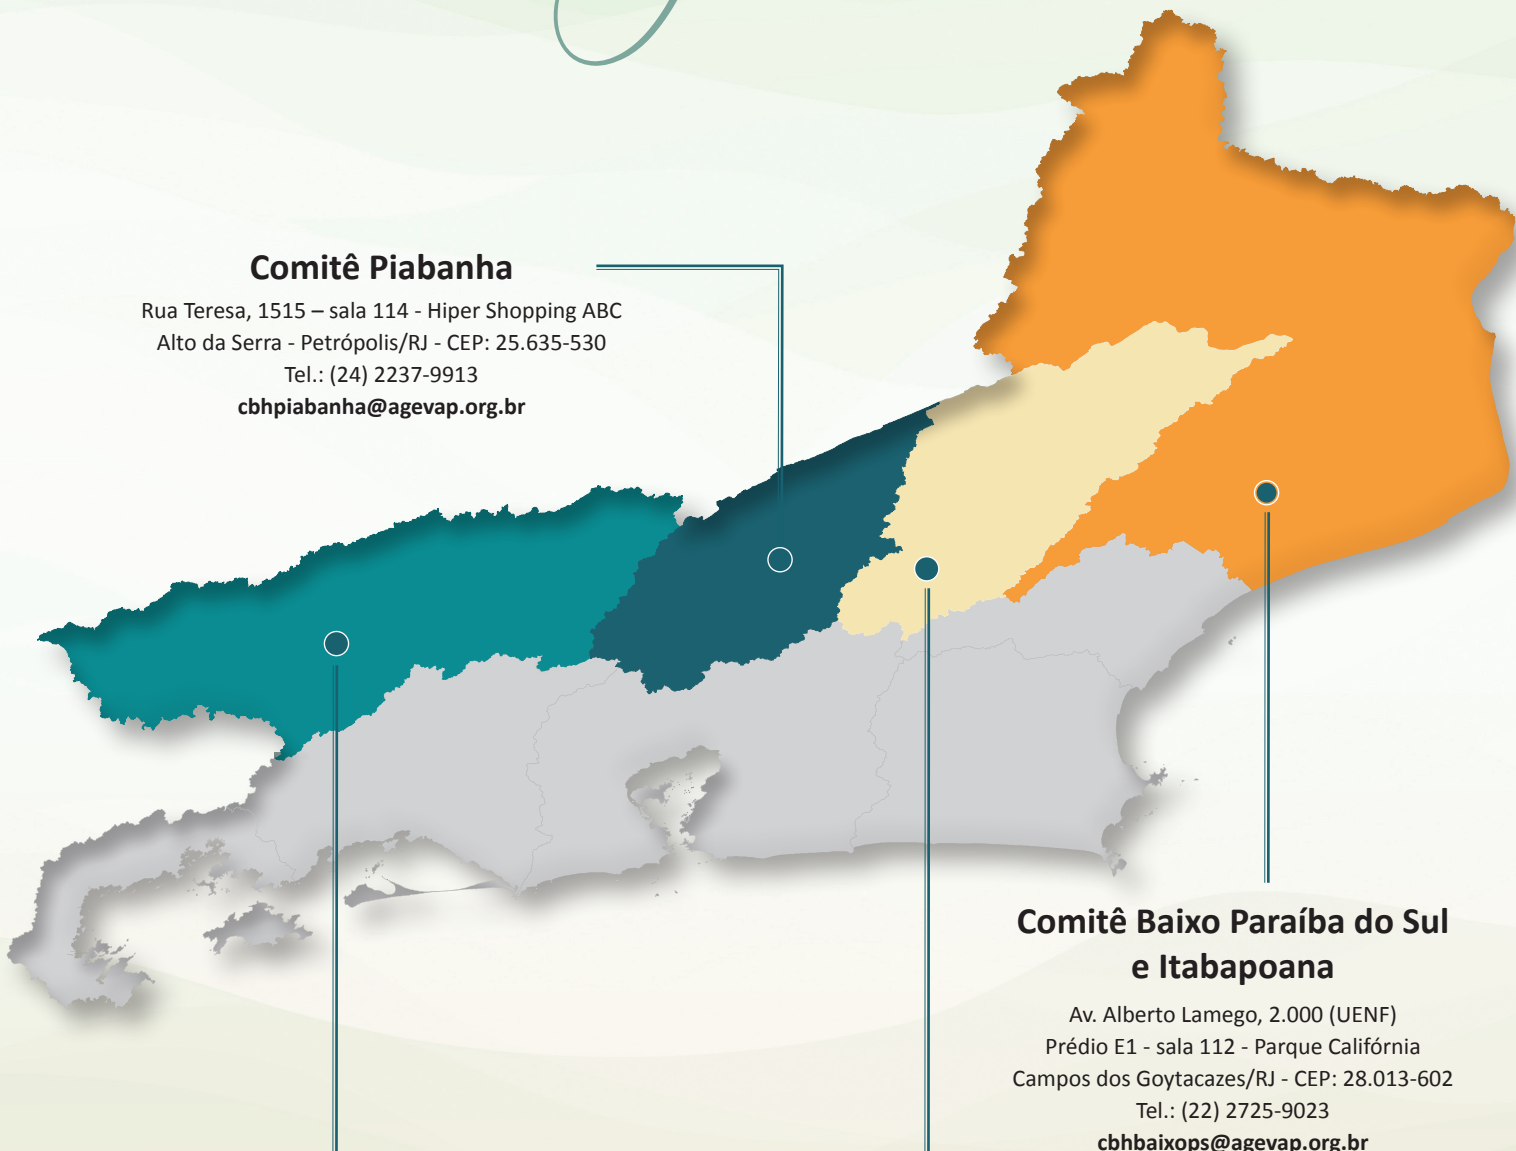 Comitê Piabanha
Rua Teresa, 1515 – sala 114 - Hiper Shopping ABC
Alto da Serra - Petrópolis/RJ - CEP: 25.635-530
Tel.: (24) 2237-9913
cbhpiabanha@agevap.org.br
Comitê Baixo Paraíba do Sul
e Itabapoana
Av. Alberto Lamego, 2.000 (UENF)
Prédio E1 - sala 112 - Parque Califórnia
Campos dos Goytacazes/RJ - CEP: 28.013-602
Tel.: (22) 2725-9023
cbhbaixops@agevap.org.br